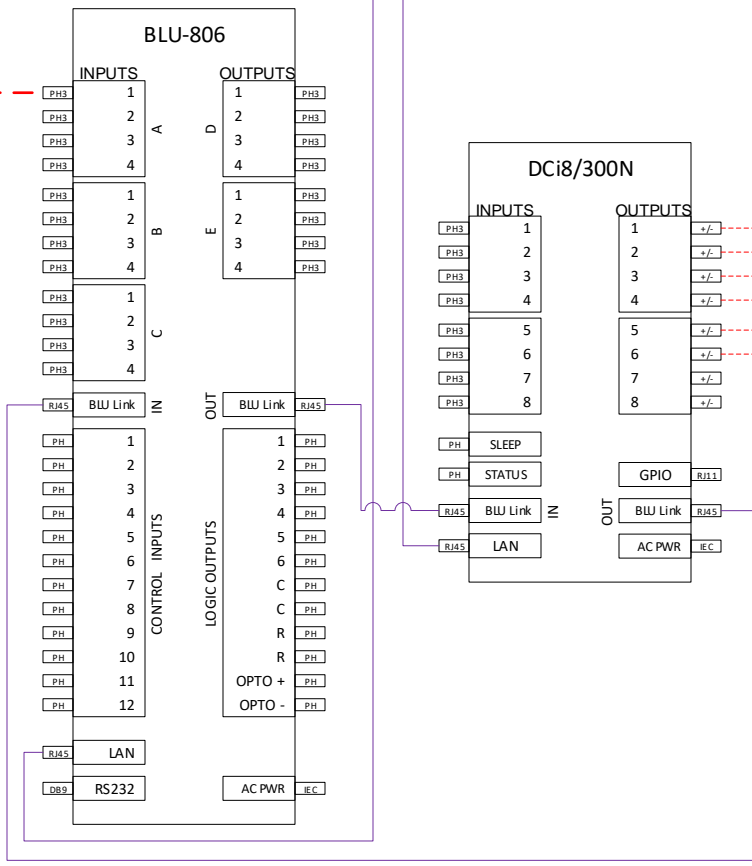 BLU-806
INPUTS OUTPUTS
PH3 1 1 PH3
PH3 2 2 PH3
A D
PH3 3 3 PH3
PH3 4 4 PH3
PH3 1 1 PH3
PH3 2 2 PH3
B E
PH3 3 3 PH3
PH3 4 4 PH3
PH3 1
PH3 2
C
PH3 3
PH3 4
RJ45 BLU Link IN OUT BLU Link RJ45
CONTROL INPUTS LOGIC OUTPUTS
PH 1 1 PH
PH 2 2 PH
PH 3 3 PH
PH 4 4 PH
PH 5 5 PH
PH 6 6 PH
PH 7 C PH
PH 8 C PH
PH 9 R PH
PH 10 R PH
PH 11 OPTO + PH
PH 12 OPTO - PH
RJ45 LAN
DB9 RS232 AC PWR IEC
DCi8/300N
INPUTS OUTPUTS
PH3 1 1 +/-
PH3 2 2 +/-
PH3 3 3 +/-
PH3 4 4 +/-
PH3 5 5 +/-
PH3 6 6 +/-
PH3 7 7 +/-
PH3 8 8 +/-
PH SLEEP
PH STATUS GPIO RJ11
RJ45 BLU Link IN OUT BLU Link RJ45
RJ45 LAN AC PWR IEC